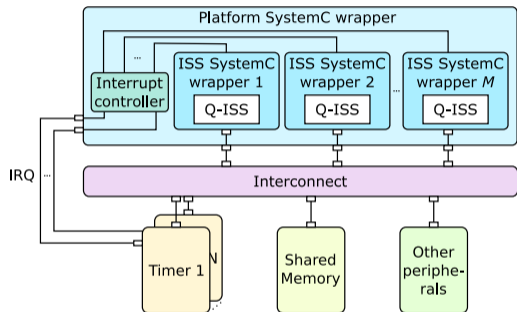 Platform SystemC wrapper
...
Interrupt
controller
ISS SystemC
wrapper 1
Q-ISS
ISS SystemC
wrapper 2
Q-ISS
...
ISS SystemC
wrapper M
Q-ISS
IRQ
...
Interconnect
Timer 1
N
Shared
Memory
Other
periphe-
rals